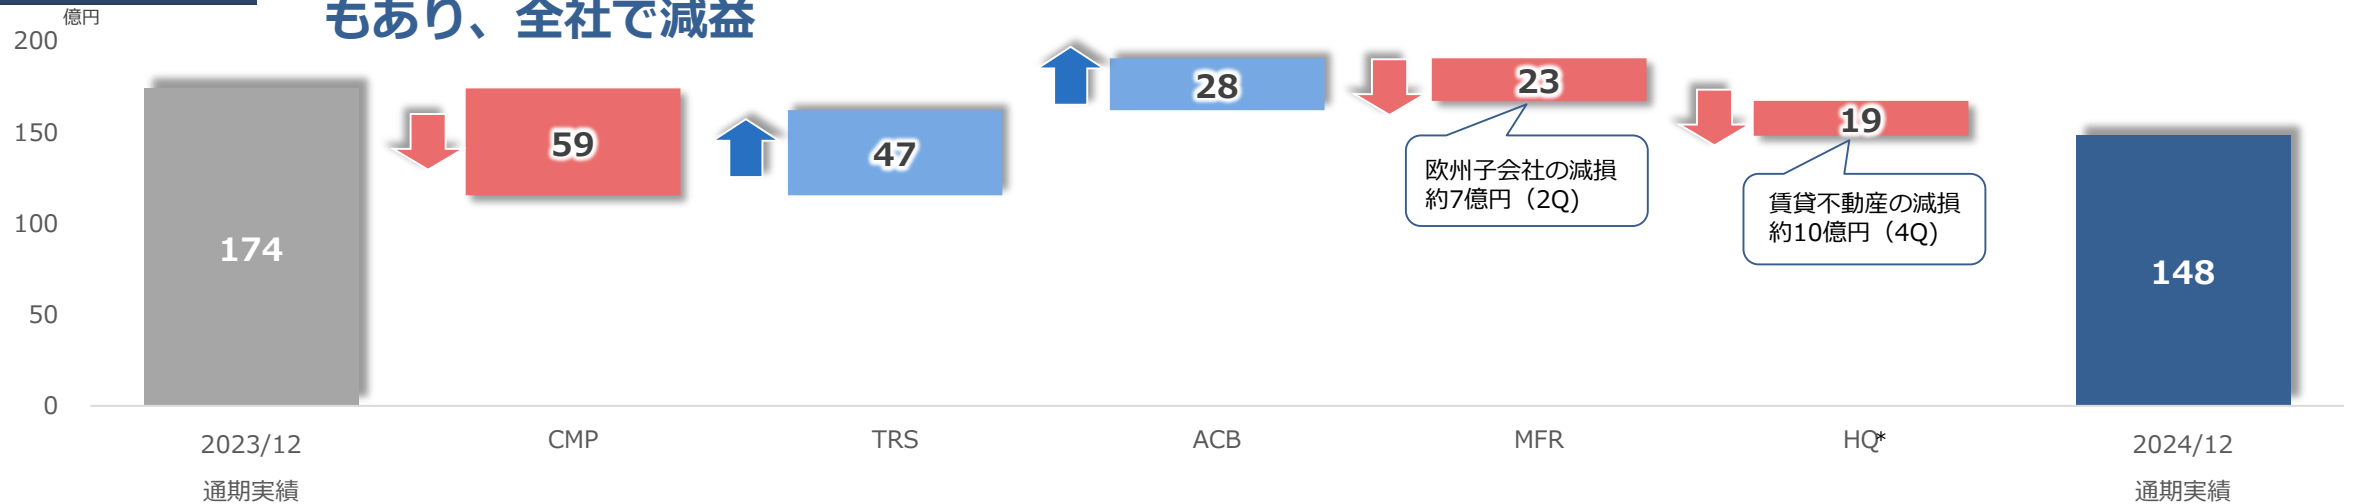 もあり、全社で減益
億円
200
150
100
50
0
174
59
47
28
23
19
148
欧州子会社の減損
約7億円（2Q)
賃貸不動産の減損
約10億円（4Q)
2023/12
通期実績
CMP
TRS
ACB
MFR
HQ*
2024/12
通期実績